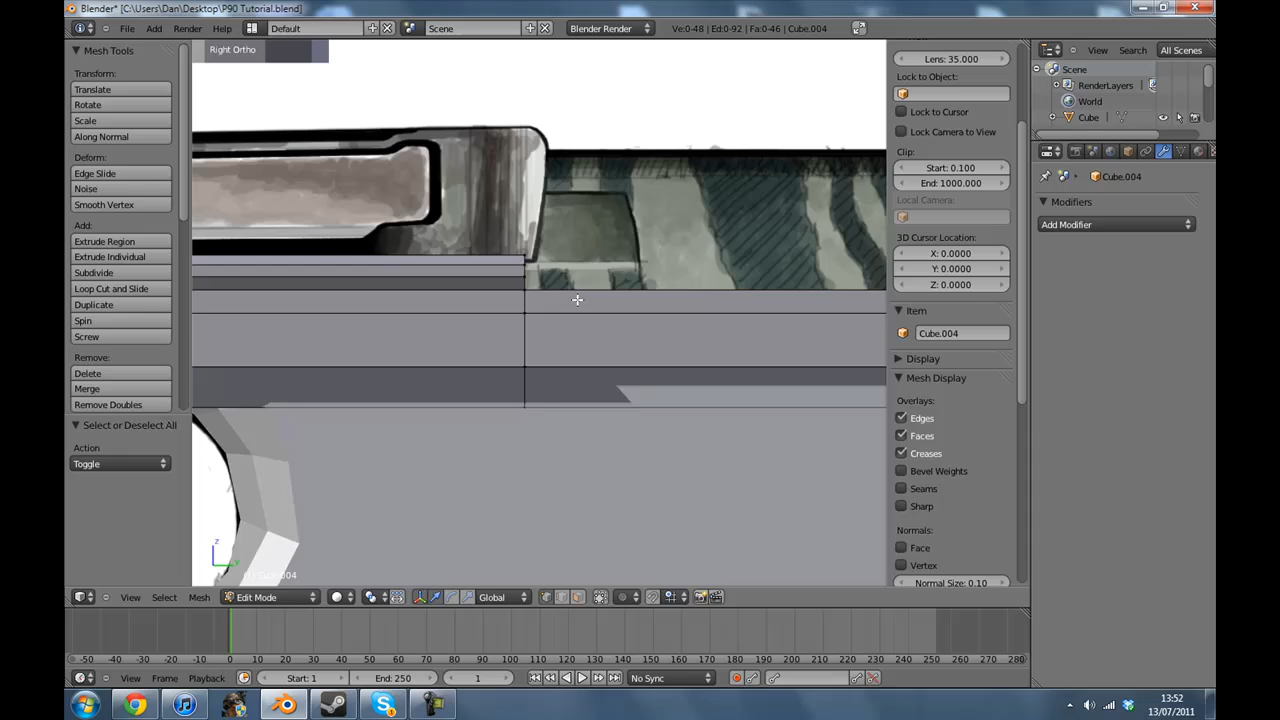 Blender* [C:\Users\Dan\Desktop\P90 Tutorial.blend]
File Add Render Help Default Scene Blender Render Ve:0-48 | Ed:0-92 | Fa:0-46 | Cube.004
Mesh Tools
Transform:
Translate
Rotate
Scale
Along Normal
Deform:
Edge Slide
Noise
Smooth Vertex
Add:
Extrude Region
Extrude Individual
Subdivide
Loop Cut and Slide
Duplicate
Spin
Screw
Remove:
Delete
Merge
Remove Doubles
Select or Deselect All
Action
Toggle
Right Ortho
Lens: 35.000
Lock to Object:
Lock to Cursor
Lock Camera to View
Clip:
Start: 0.100
End: 1000.000
Local Camera:
3D Cursor Location:
X: 0.0000
Y: 0.0000
Z: 0.0000
Item
Cube.004
Display
Mesh Display
Overlays:
Edges
Faces
Creases
Bevel Weights
Seams
Sharp
Normals:
Face
Vertex
Normal Size: 0.10
View Search All Scenes
Scene
RenderLayers
World
Cube
Cube.004
Modifiers
Add Modifier
z
y
View Select Mesh Edit Mode Global
-50 -40 -30 -20 -10 0 10 20 30 40 50 60 70 80 90 100 110 120 130 140 150 160 170 180 190 200 210 220 230 240 250 260 270 280
View Frame Playback Start: 1 End: 250 1 No Sync
13:52
13/07/2011